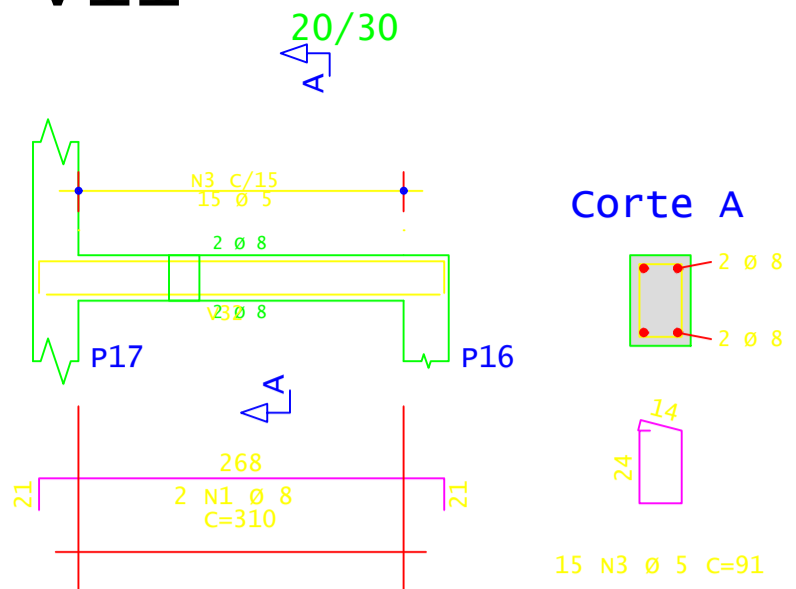 20/30
A
N3 C/15
15 Ø 5
Corte A
2 Ø 8
2 Ø 8
2 Ø 8
2 Ø 8
P17
P16
A
14
268
24
21
2 N1 Ø 8
21
C=310
15 N3 Ø 5 C=91